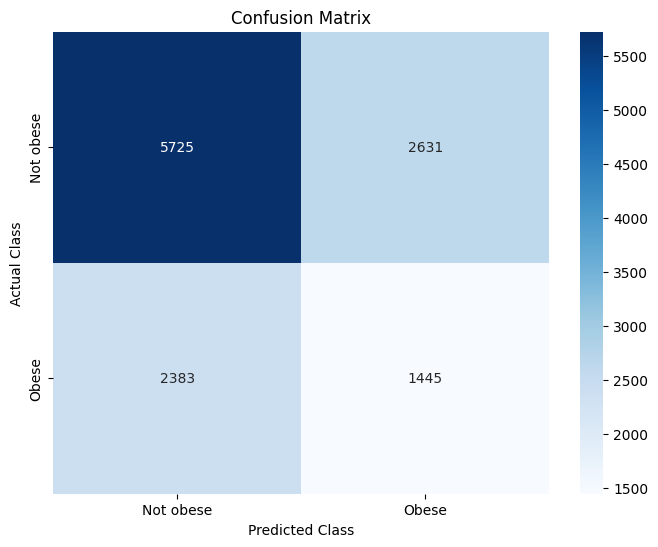 Confusion Matrix
Actual Class
Not obese
Obese
5725
2631
2383
1445
Not obese
Obese
Predicted Class
5500
5000
4500
4000
3500
3000
2500
2000
1500